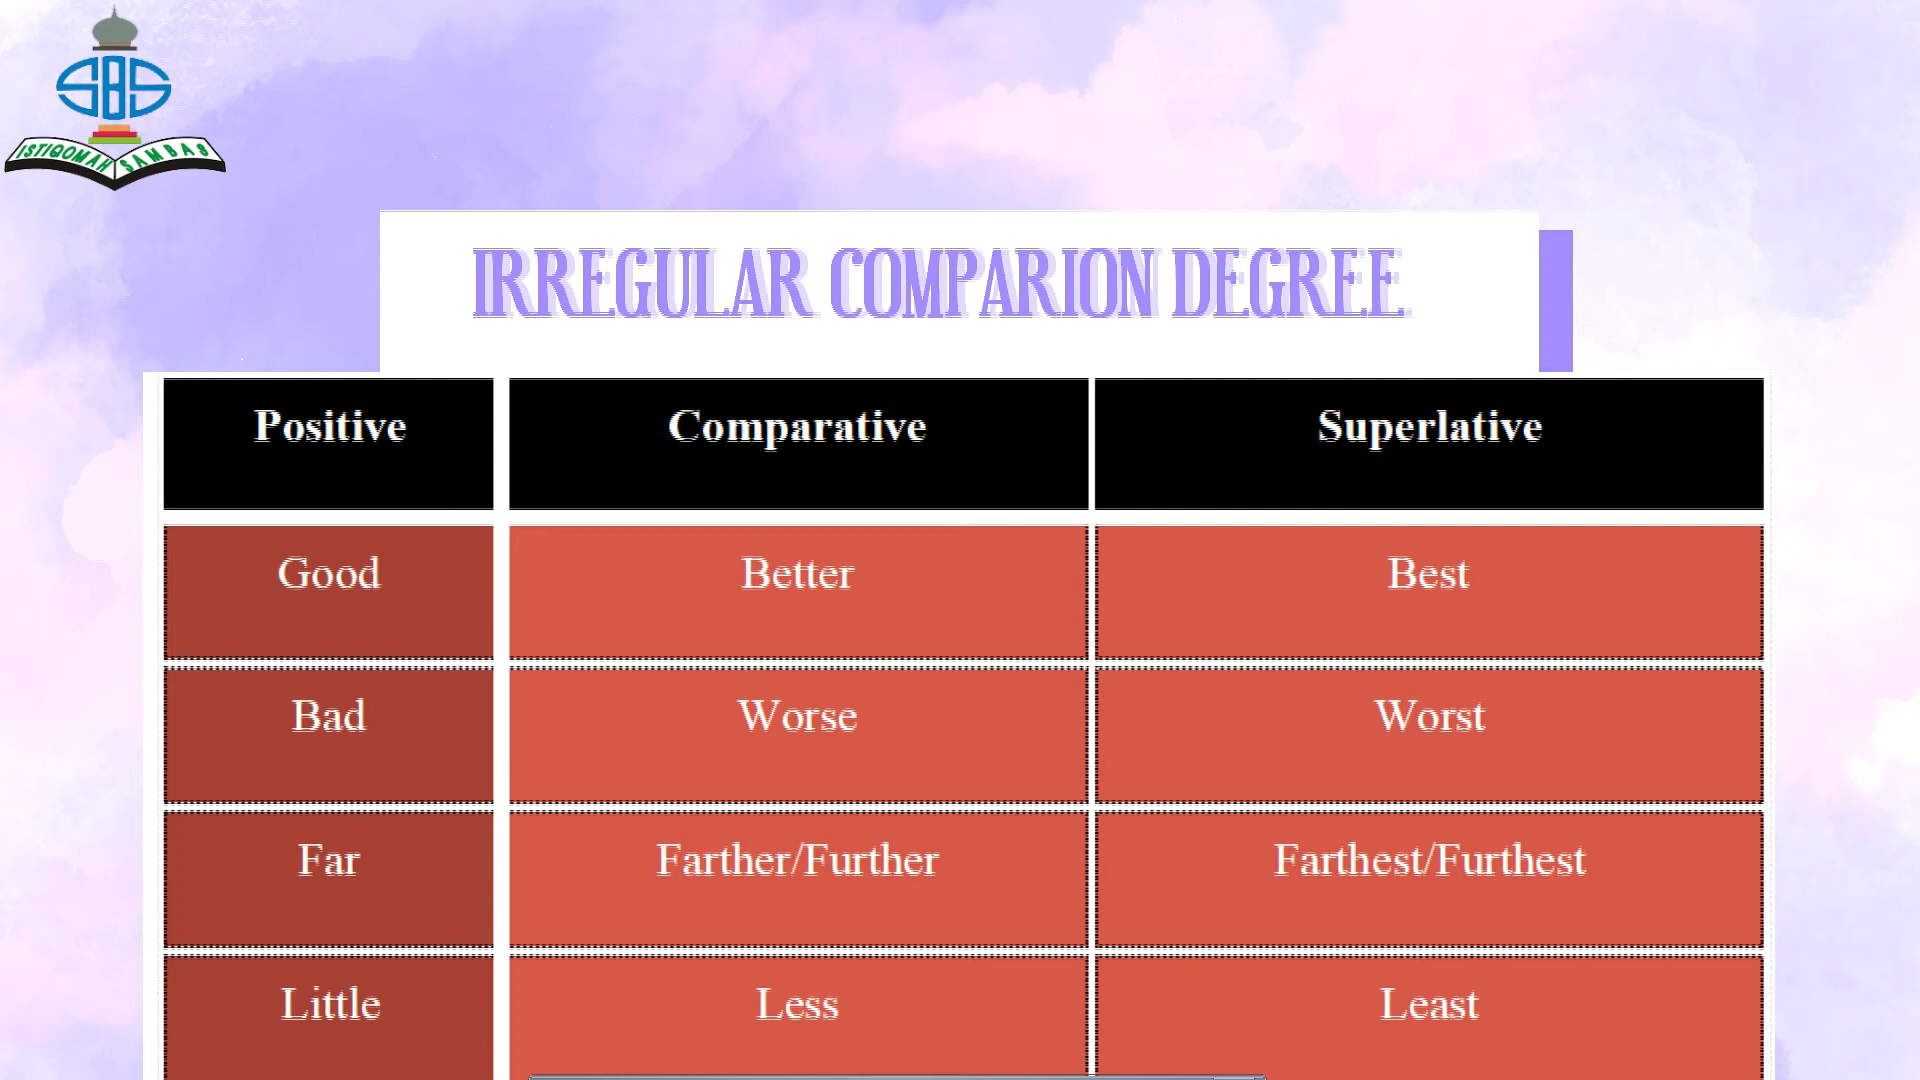 SBS
ISTIQOMAH SAMBAS
IRREGULAR COMPARION DEGREE
Positive Comparative Superlative
Good Better Best
Bad Worse Worst
Far Farther/Further Farthest/Furthest
Little Less Least